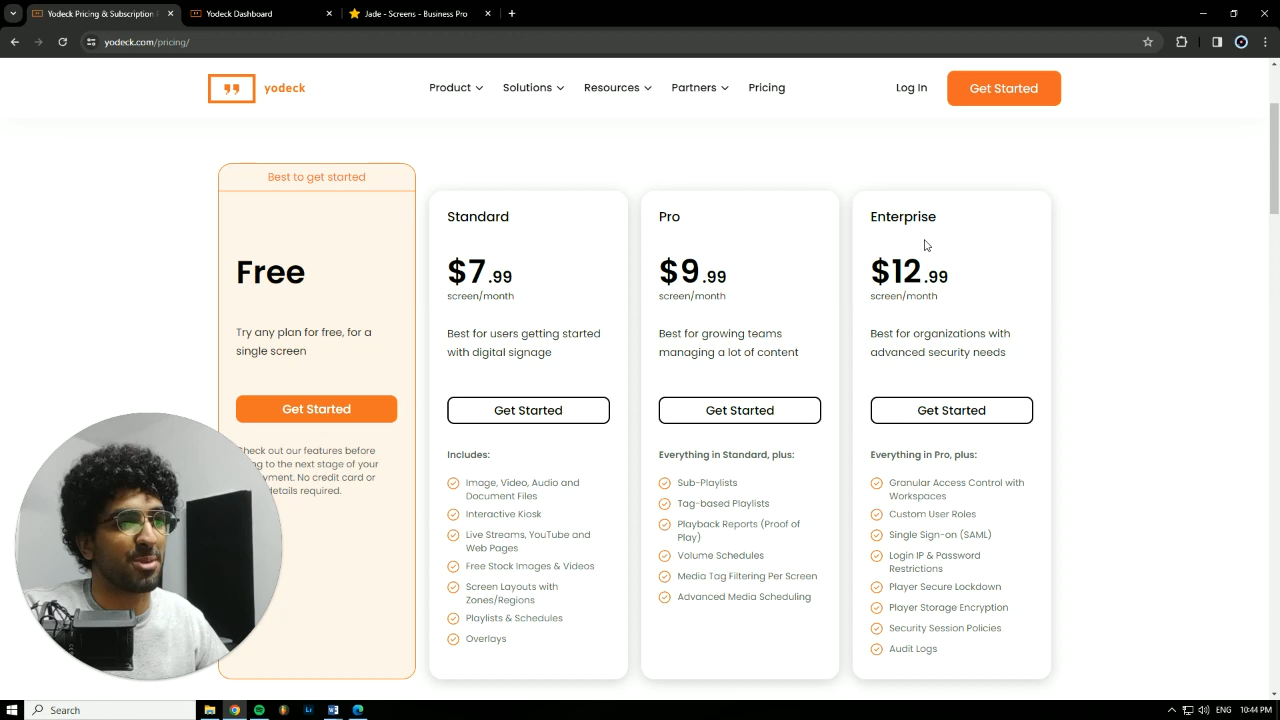 Yodeck Pricing & Subscription P
Yodeck Dashboard
Jade - Screens - Business Pro
yodeck.com/pricing/
yodeck
Product
Solutions
Resources
Partners
Pricing
Log In
Get Started
Best to get started
Free
Try any plan for free, for a
single screen
Get Started
Check out our features before
to the next stage of your
No credit card or
details required.
Standard
$7.99
screen/month
Best for users getting started
with digital signage
Get Started
Includes:
Image, Video, Audio and
Document Files
Interactive Kiosk
Live Streams, YouTube and
Web Pages
Free Stock Images & Videos
Screen Layouts with
Zones/Regions
Playlists & Schedules
Overlays
Pro
$9.99
screen/month
Best for growing teams
managing a lot of content
Get Started
Everything in Standard, plus:
Sub-Playlists
Tag-based Playlists
Playback Reports (Proof of
Play)
Volume Schedules
Media Tag Filtering Per Screen
Advanced Media Scheduling
Enterprise
$12.99
screen/month
Best for organizations with
advanced security needs
Get Started
Everything in Pro, plus:
Granular Access Control with
Workspaces
Custom User Roles
Single Sign-on (SAML)
Login IP & Password
Restrictions
Player Secure Lockdown
Player Storage Encryption
Security Session Policies
Audit Logs
Search
ENG
10:44 PM